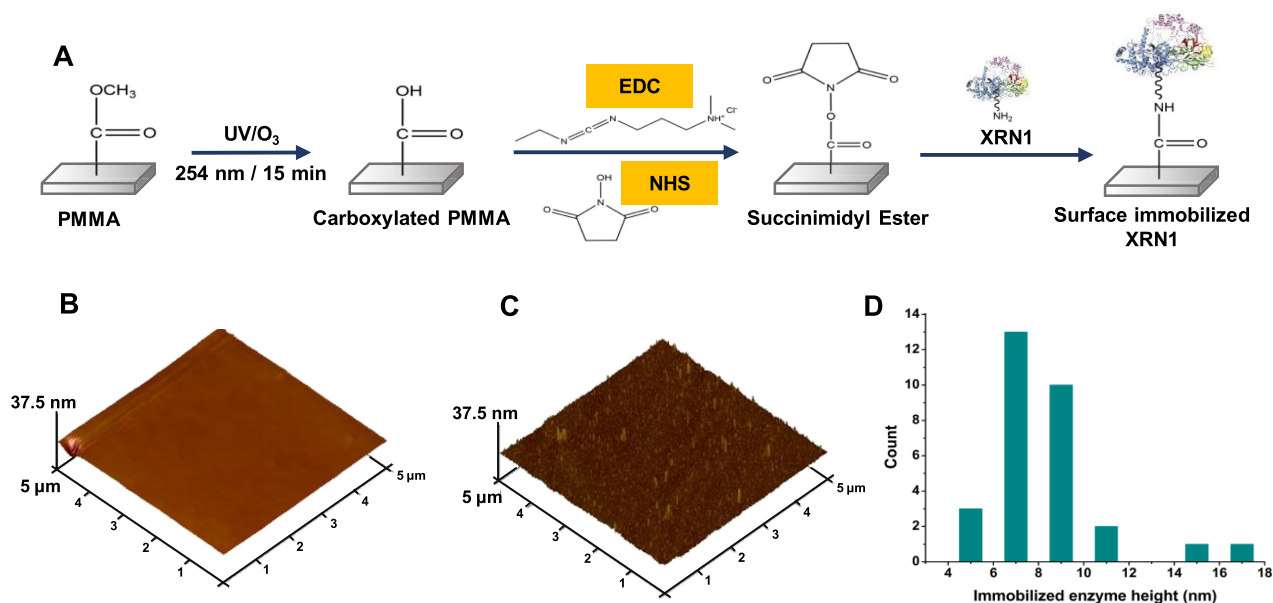 A
OCH₃
C
O
PMMA
UV/O₃
254 nm / 15 min
OH
C
O
Carboxylated PMMA
EDC
N
C
N
NH⁺
Cl⁻
NHS
OH
N
O
O
O
O
N
O
C
O
Succinimidyl Ester
NH₂
XRN1
NH
C
O
Surface immobilized
XRN1
B
37.5 nm
5 µm
4
3
2
1
1
2
3
4
5 µm
C
37.5 nm
5 µm
4
3
2
1
1
2
3
4
5 µm
D
14
12
10
8
6
4
2
0
Count
4 6 8 10 12 14 16 18
Immobilized enzyme height (nm)